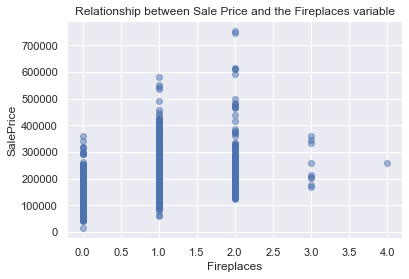 Relationship between Sale Price and the Fireplaces variable
700000
600000
500000
400000
300000
200000
100000
0
SalePrice
0.0 0.5 1.0 1.5 2.0 2.5 3.0 3.5 4.0
Fireplaces